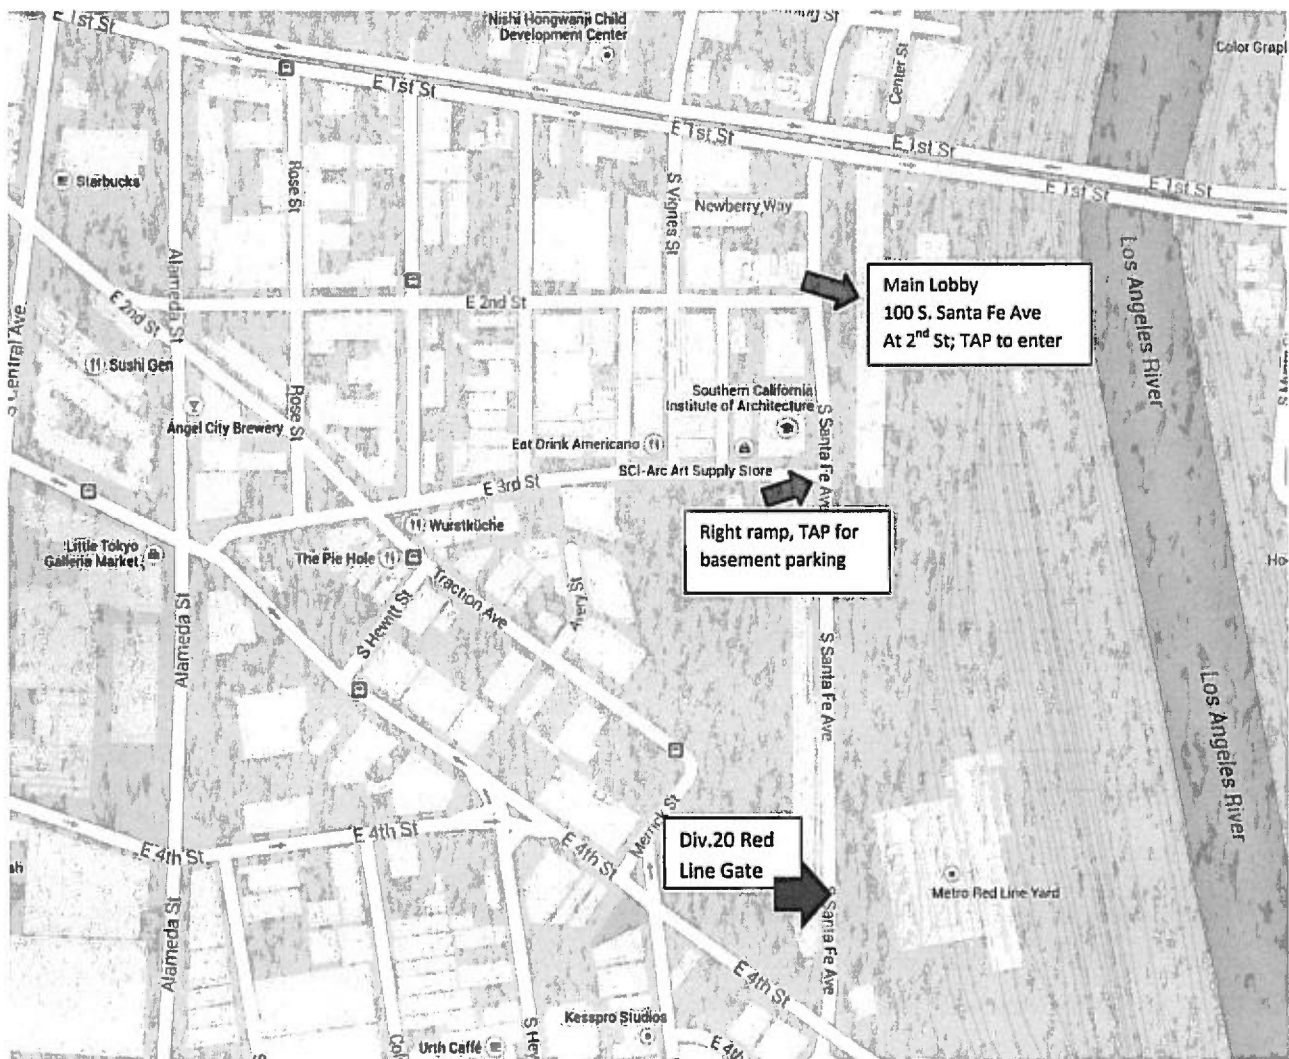 E 1st St
Nishi Hongwanji Child
Development Center
Center St
Color Grapl
E 1st St
E 1st St
E 1st St
E 1st St
E 1st St
Starbucks
Rose St
S Vignes St
Newberry Way
Alameda St
E 2nd St
E 2nd St
S Central Ave
Main Lobby
100 S. Santa Fe Ave
At 2nd St; TAP to enter
Los Angeles River
Sushi Gen
Rose St
Angel City Brewery
Southern California
Institute of Architecture
S Santa Fe Ave
Eat Drink Americano
SCI-Arc Art Supply Store
E 3rd St
Wurstküche
Right ramp, TAP for
basement parking
Little Tokyo
Galleria Market
The Pie Hole
Traction Ave
S Hewitt St
Alameda St
S Santa Fe Ave
Los Angeles River
Merrick St
E 4th St
E 4th St
E 4th St
Div.20 Red
Line Gate
Metro Red Line Yard
S Santa Fe Ave
Alameda St
E 4th St
Kesspro Studios
Urth Caffé
S Hey
E 4th